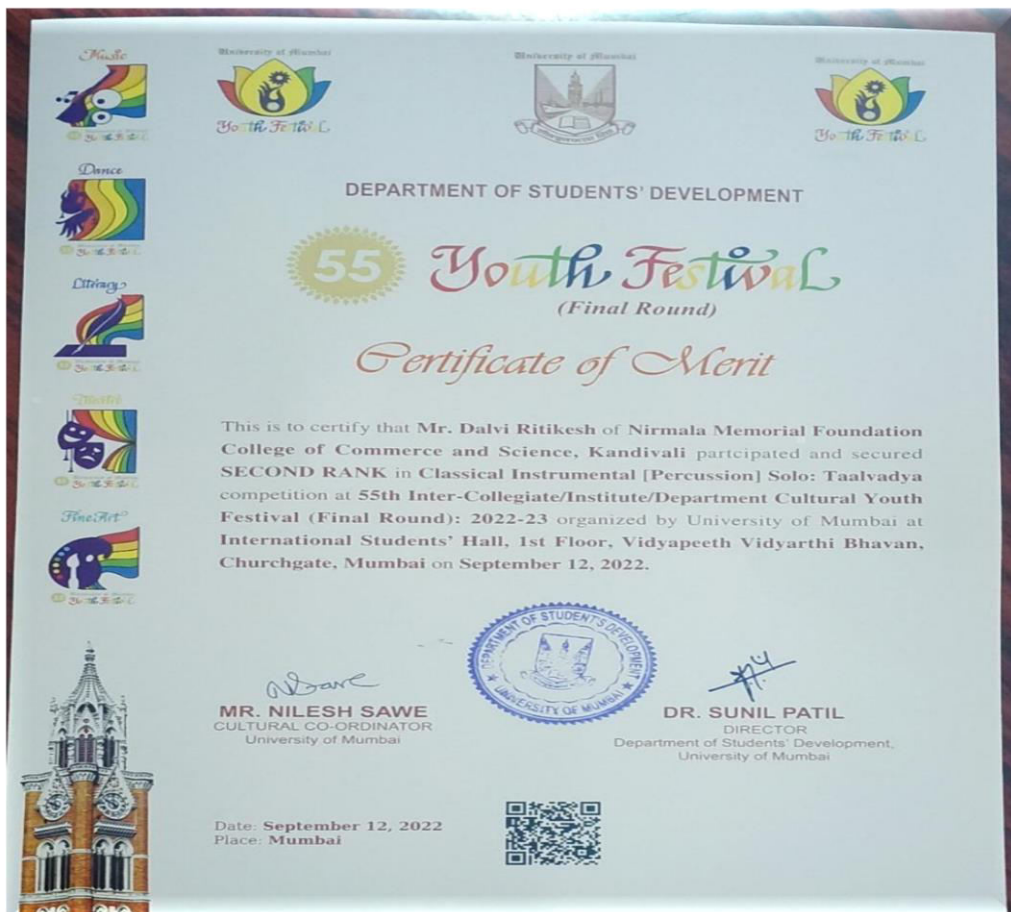 Music
University of Mumbai
Youth Festival
University of Mumbai
University of Mumbai
Youth Festival
Dance
Literary
Theatre
Fine Art
DEPARTMENT OF STUDENTS' DEVELOPMENT
55 Youth Festival
(Final Round)
Certificate of Merit
This is to certify that Mr. Dalvi Ritikesh of Nirmala Memorial Foundation
College of Commerce and Science, Kandivali partcipated and secured
SECOND RANK in Classical Instrumental [Percussion] Solo: Taalvadya
competition at 55th Inter-Collegiate/Institute/Department Cultural Youth
Festival (Final Round): 2022-23 organized by University of Mumbai at
International Students' Hall, 1st Floor, Vidyapeeth Vidyarthi Bhavan,
Churchgate, Mumbai on September 12, 2022.
DEPARTMENT OF STUDENT'S DEVELOPMENT
UNIVERSITY OF MUMBAI
MR. NILESH SAWE
CULTURAL CO-ORDINATOR
University of Mumbai
DR. SUNIL PATIL
DIRECTOR
Department of Students' Development,
University of Mumbai
Date: September 12, 2022
Place: Mumbai